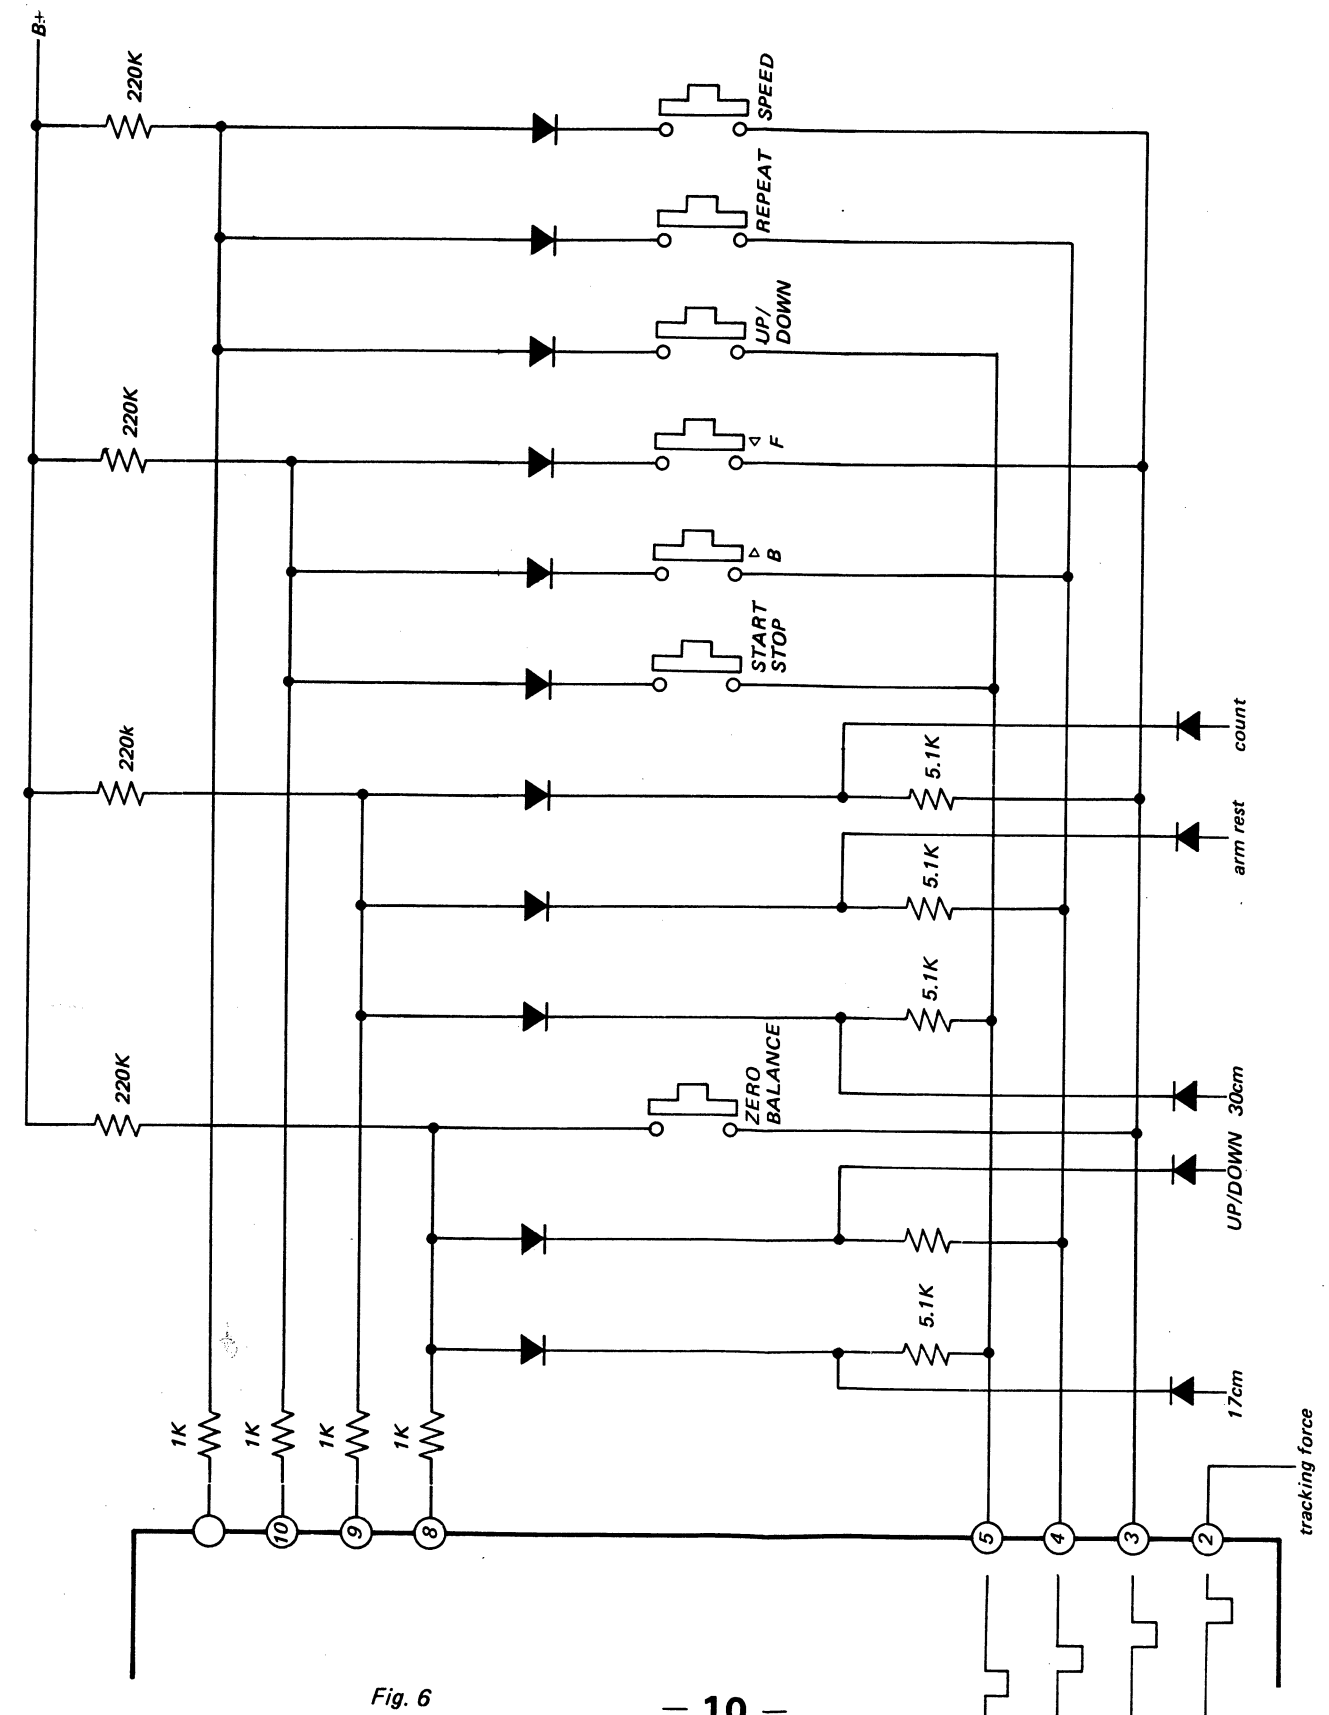 B+
220K
SPEED
REPEAT
UP/
DOWN
220K
F
B
START
STOP
220k
count
5.1K
arm rest
5.1K
5.1K
30cm
220K
ZERO
BALANCE
UP/DOWN
5.1K
17cm
1K
1K
1K
1K
tracking force
10
9
8
5
4
3
2
Fig. 6
— 10 —